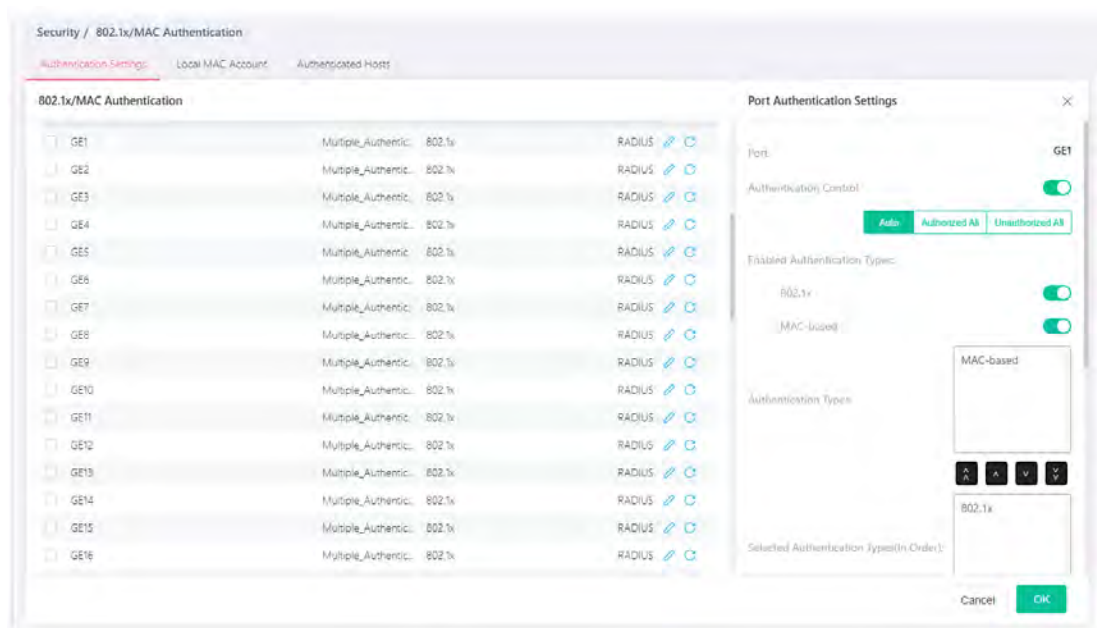 Security / 802.1x/MAC Authentication
Authentication Settings Local MAC Account Authenticated Hosts
802.1x/MAC Authentication
GE1 Multiple_Authentic... 802.1x RADIUS
GE2 Multiple_Authentic... 802.1x RADIUS
GE3 Multiple_Authentic... 802.1x RADIUS
GE4 Multiple_Authentic... 802.1x RADIUS
GE5 Multiple_Authentic... 802.1x RADIUS
GE6 Multiple_Authentic... 802.1x RADIUS
GE7 Multiple_Authentic... 802.1x RADIUS
GE8 Multiple_Authentic... 802.1x RADIUS
GE9 Multiple_Authentic... 802.1x RADIUS
GE10 Multiple_Authentic... 802.1x RADIUS
GE11 Multiple_Authentic... 802.1x RADIUS
GE12 Multiple_Authentic... 802.1x RADIUS
GE13 Multiple_Authentic... 802.1x RADIUS
GE14 Multiple_Authentic... 802.1x RADIUS
GE15 Multiple_Authentic... 802.1x RADIUS
GE16 Multiple_Authentic... 802.1x RADIUS
Port Authentication Settings
Port: GE1
Authentication Control
Auto Authorized All Unauthorized All
Enabled Authentication Types:
802.1x
MAC-based
MAC-based
Authentication Types
802.1x
Selected Authentication Types(In Order):
Cancel OK